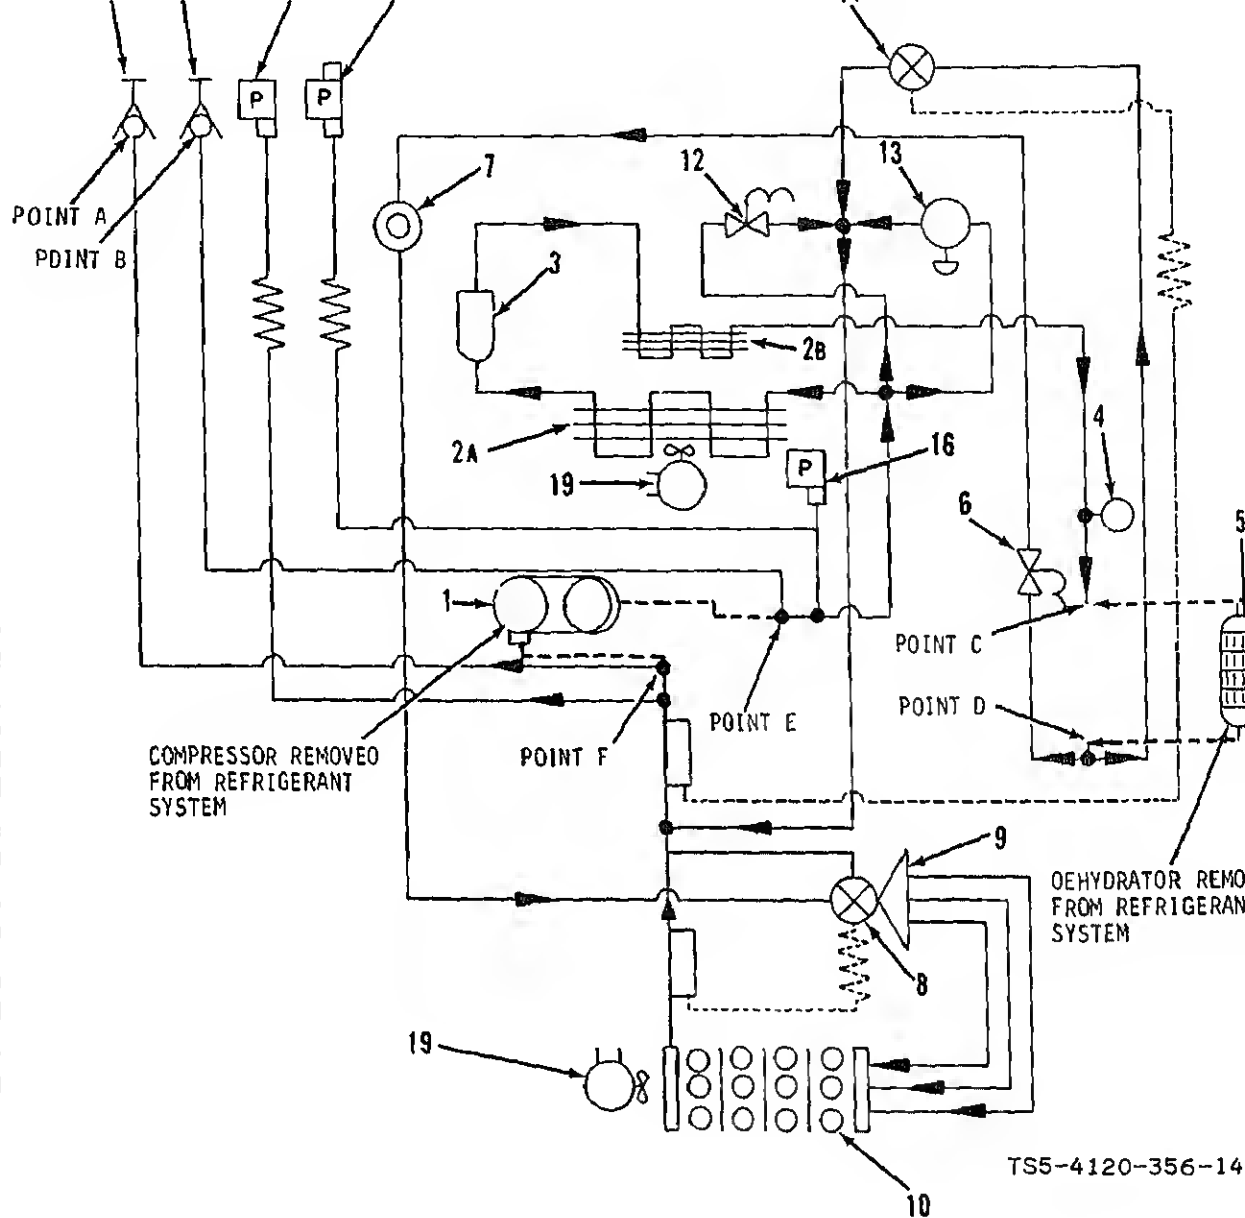 P
P
12
13
7
POINT A
PDINT B
3
2B
4
2A
16
P
19
6
5
1
POINT C
POINT D
POINT E
POINT F
COMPRESSOR REMOVEO
FROM REFRIGERANT
SYSTEM
9
OEHYDRATOR REMO
FROM REFRIGERAN
SYSTEM
8
19
10
TS5-4120-356-14